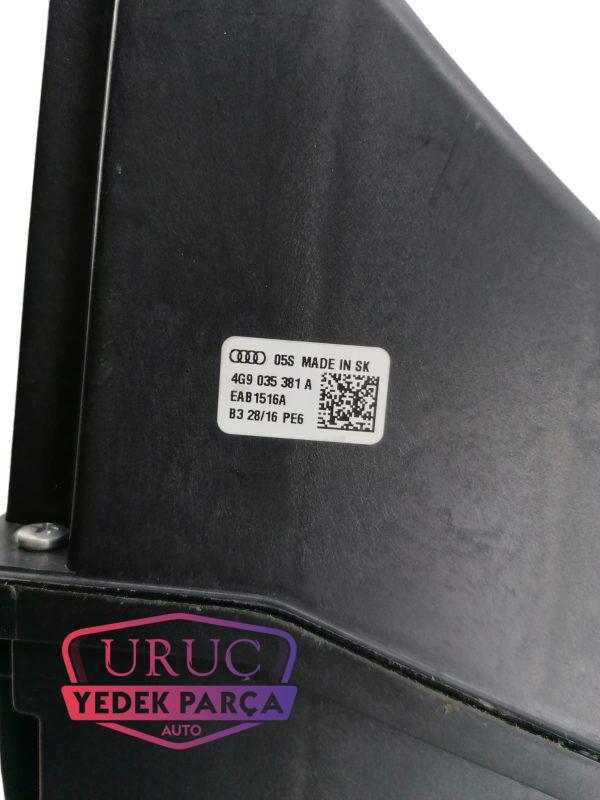 05S MADE IN SK
4G9 035 381 A
EAB1516A
B3 28/16 PE6
URUÇ
YEDEK PARÇA
AUTO